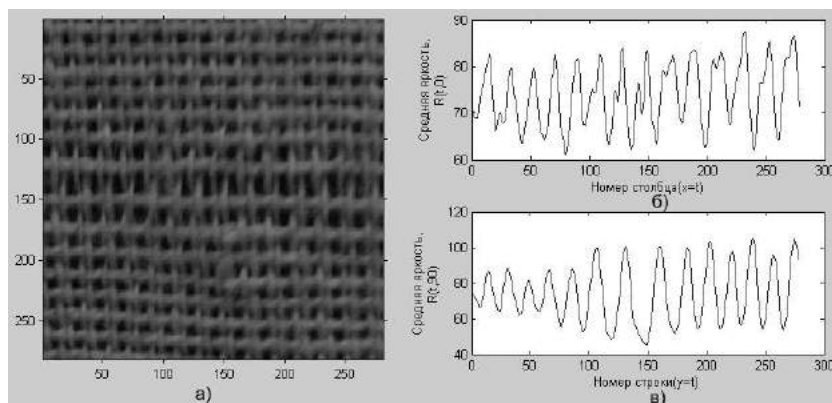 50
100
150
200
250
50 100 150 200 250
а)
90
80
70
60
Средняя яркость,
R(t,0)
0 50 100 150 200 250 300
Номер столбца(x=t)
б)
120
100
80
60
40
Средняя яркость,
R(t,90)
0 50 100 150 200 250 300
Номер строки(y=t)
в)